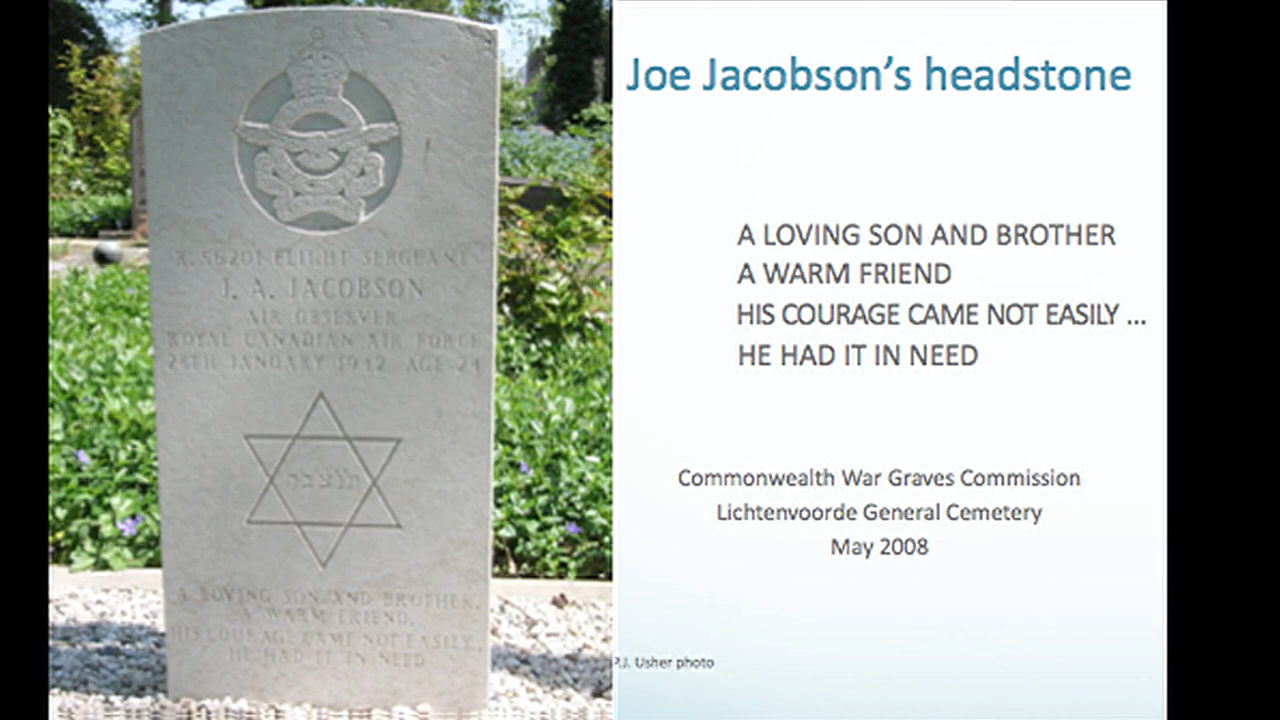 R. 56201 FLIGHT SERGEANT
J. A. JACOBSON
AIR OBSERVER
ROYAL CANADIAN AIR FORCE
28TH JANUARY 1942 AGE 24
תנצבה
A LOVING SON AND BROTHER,
A WARM FRIEND.
HIS COURAGE CAME NOT EASILY.
HE HAD IT IN NEED
Joe Jacobson’s headstone
A LOVING SON AND BROTHER
A WARM FRIEND
HIS COURAGE CAME NOT EASILY ...
HE HAD IT IN NEED
Commonwealth War Graves Commission
Lichtenvoorde General Cemetery
May 2008
P.J. Usher photo